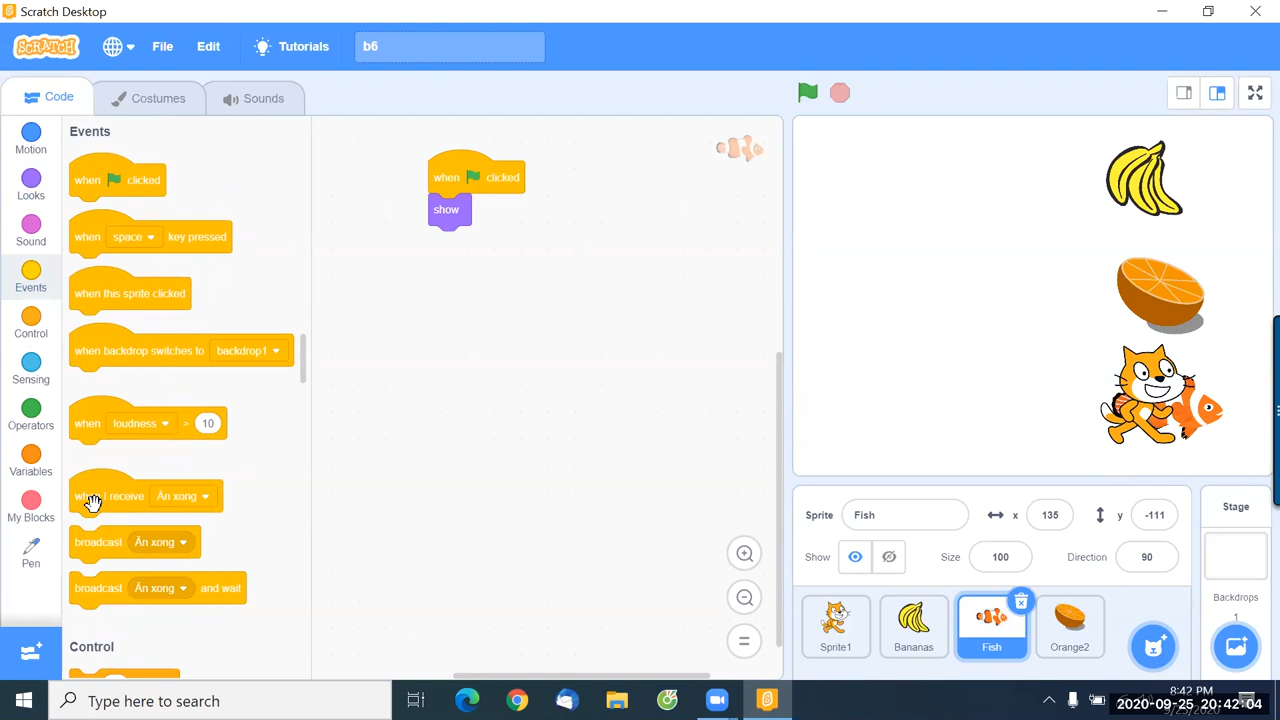 Scratch Desktop
SCRATCH
File
Edit
Tutorials
b6
Code
Costumes
Sounds
Motion
Looks
Sound
Events
Control
Sensing
Operators
Variables
My Blocks
Pen
Events
when clicked
when space key pressed
when this sprite clicked
when backdrop switches to backdrop1
when loudness > 10
when I receive Ăn xong
broadcast Ăn xong
broadcast Ăn xong and wait
Control
when clicked
show
Sprite Fish x 135 y -111
Show Size 100 Direction 90
Sprite1
Bananas
Fish
Orange2
Stage
Backdrops
1
Type here to search
8:42 PM
2020-09-25 20:42:04